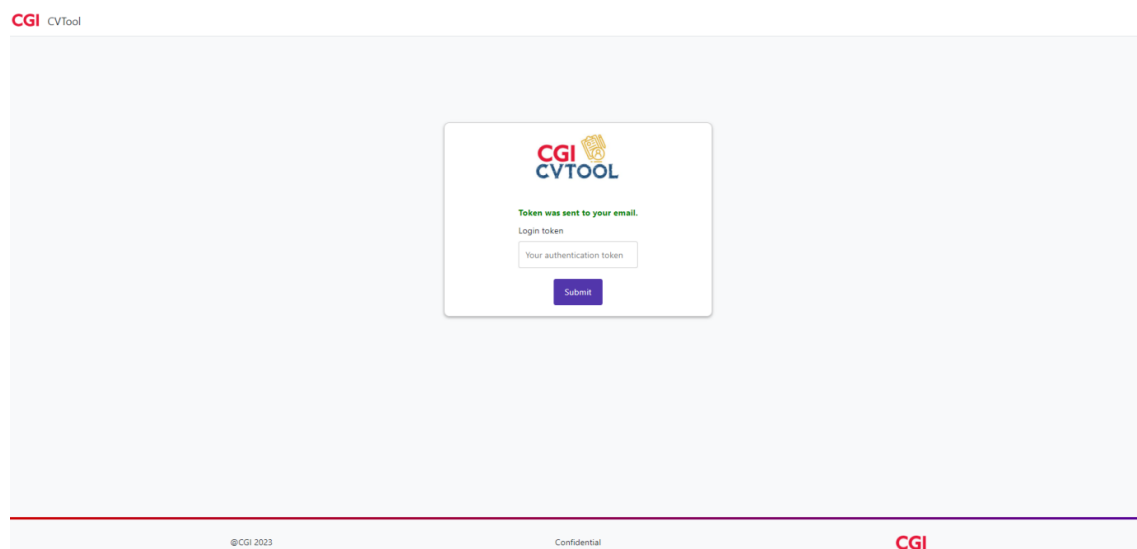 CGI CVTool
CGI
CVTOOL
Token was sent to your email.
Login token
Your authentication token
Submit
@CGI 2023 Confidential CGI